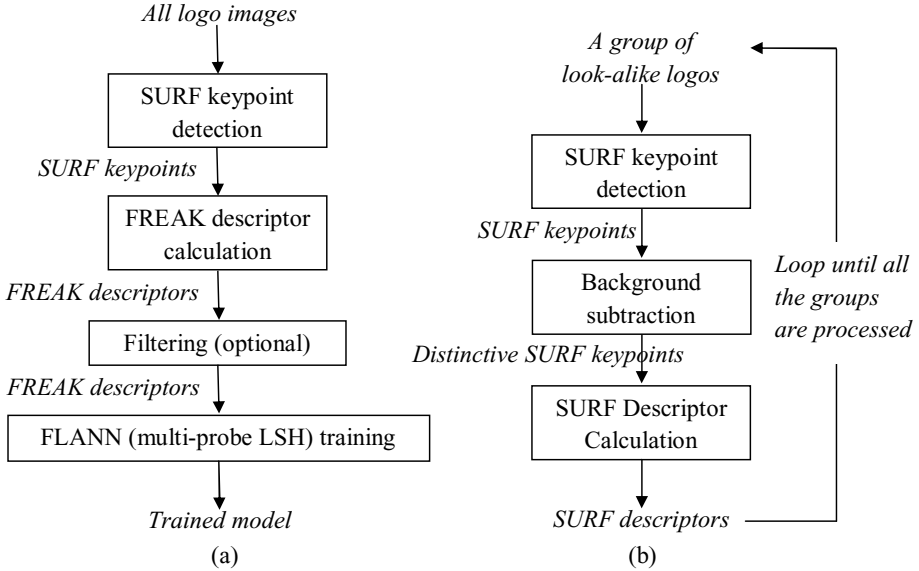 All logo images
SURF keypoint
detection
SURF keypoints
FREAK descriptor
calculation
FREAK descriptors
Filtering (optional)
FREAK descriptors
FLANN (multi-probe LSH) training
Trained model
(a)
A group of
look-alike logos
SURF keypoint
detection
SURF keypoints
Background
subtraction
Distinctive SURF keypoints
SURF Descriptor
Calculation
SURF descriptors
Loop until all
the groups
are processed
(b)